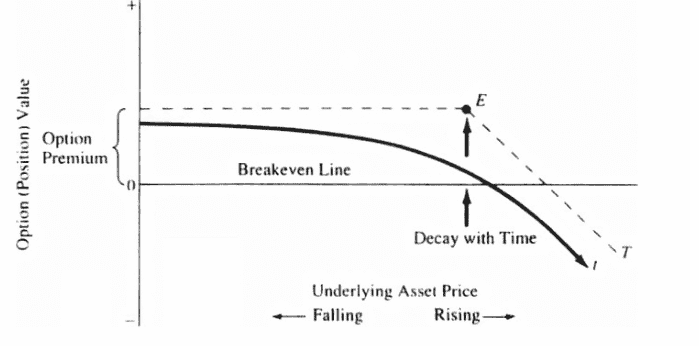 +
Option (Position) Value
E
Option
Premium
Breakeven Line
0
Decay with Time
T
t
Underlying Asset Price
← Falling Rising →
−